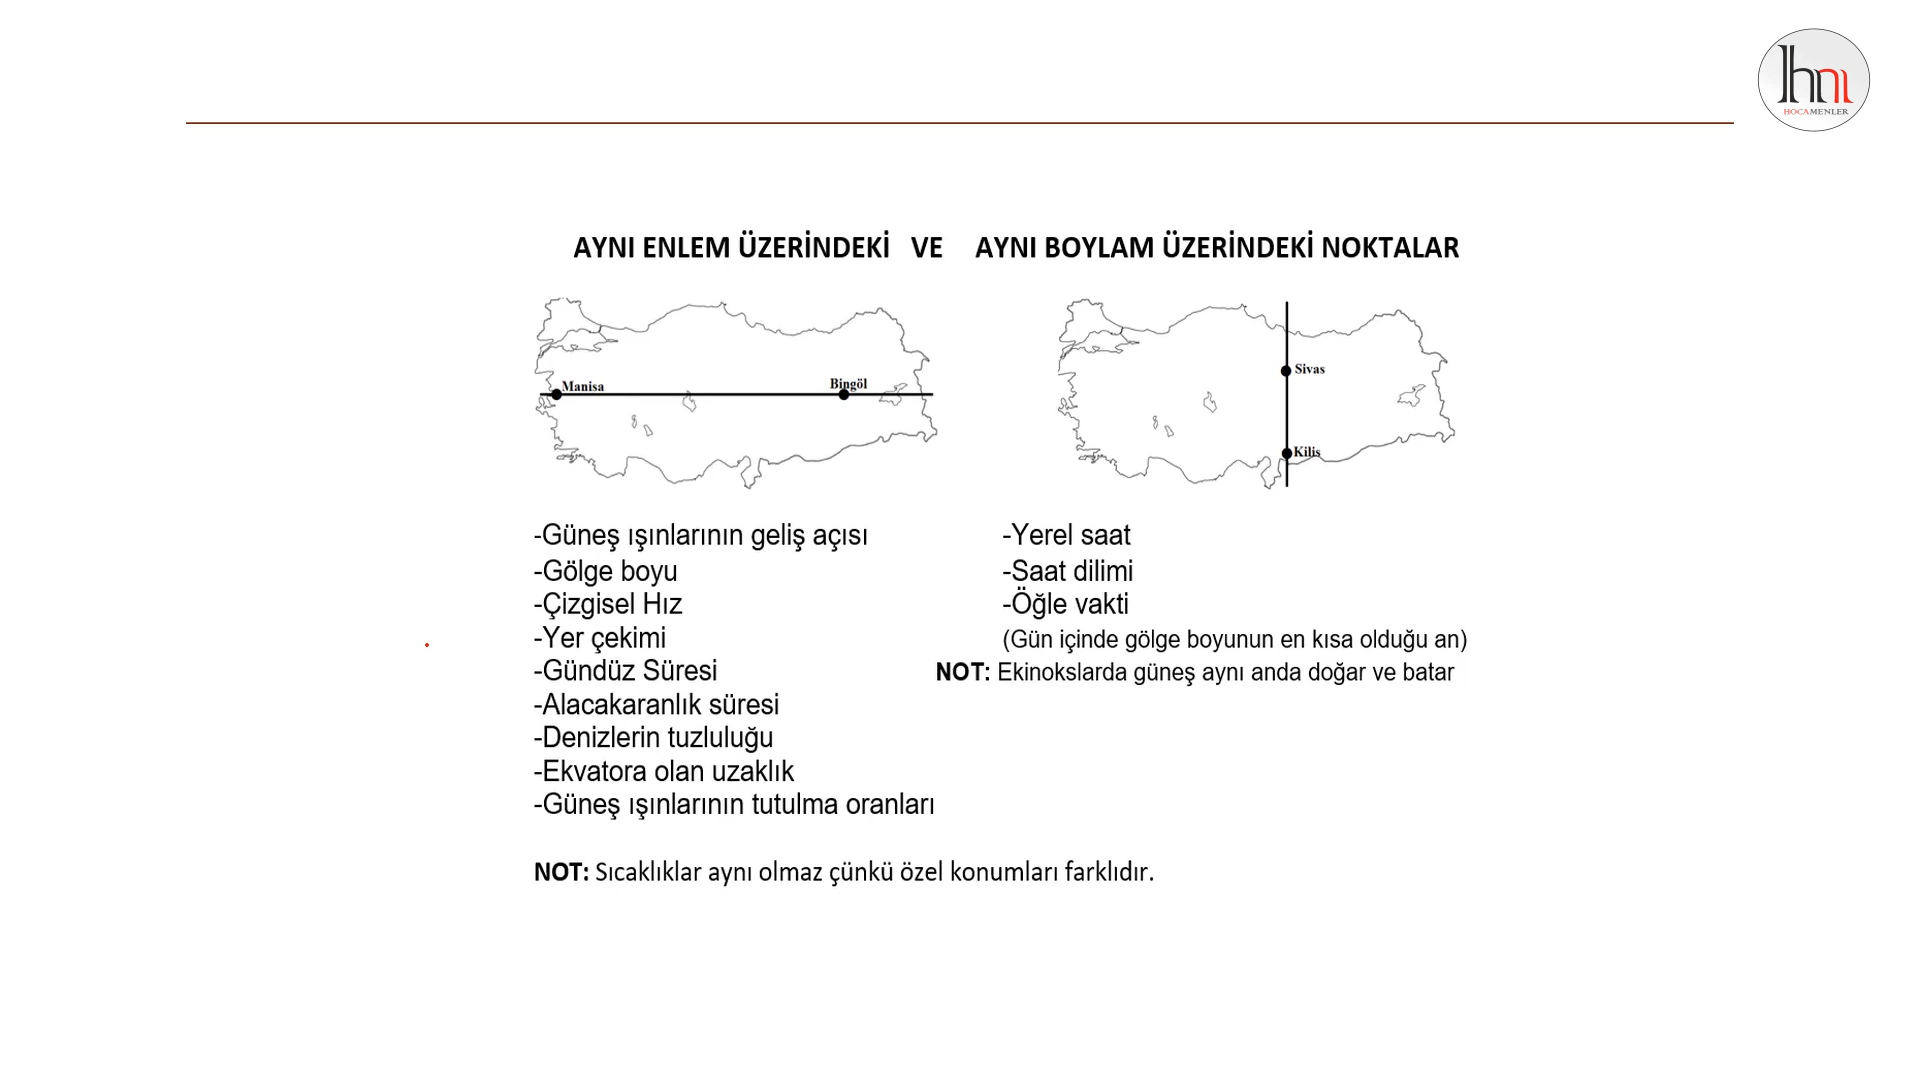 hm
HOCAMENLER
AYNI ENLEM ÜZERİNDEKİ VE AYNI BOYLAM ÜZERİNDEKİ NOKTALAR
Manisa
Bingöl
Sivas
Kilis
-Güneş ışınlarının geliş açısı
-Gölge boyu
-Çizgisel Hız
-Yer çekimi
-Gündüz Süresi
-Alacakaranlık süresi
-Denizlerin tuzluluğu
-Ekvatora olan uzaklık
-Güneş ışınlarının tutulma oranları
-Yerel saat
-Saat dilimi
-Öğle vakti
(Gün içinde gölge boyunun en kısa olduğu an)
NOT: Ekinokslarda güneş aynı anda doğar ve batar
NOT: Sıcaklıklar aynı olmaz çünkü özel konumları farklıdır.